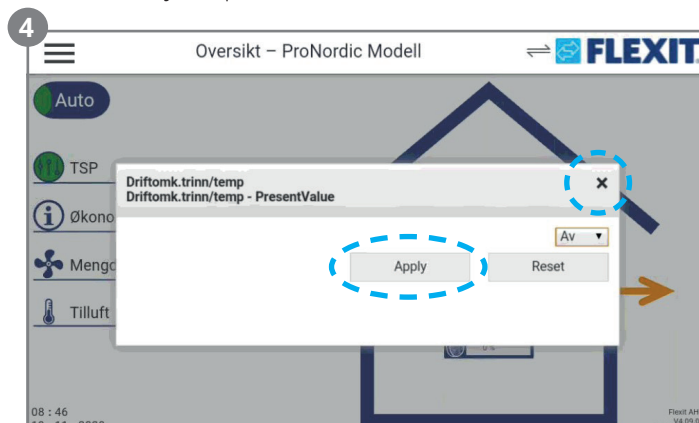 4
Oversikt – ProNordic Modell
FLEXIT
Auto
TSP
Driftomk.trinn/temp
Driftomk.trinn/temp - PresentValue
Økono
Av
Mengd
Apply
Reset
Tilluft
08 : 46
Flexit AH